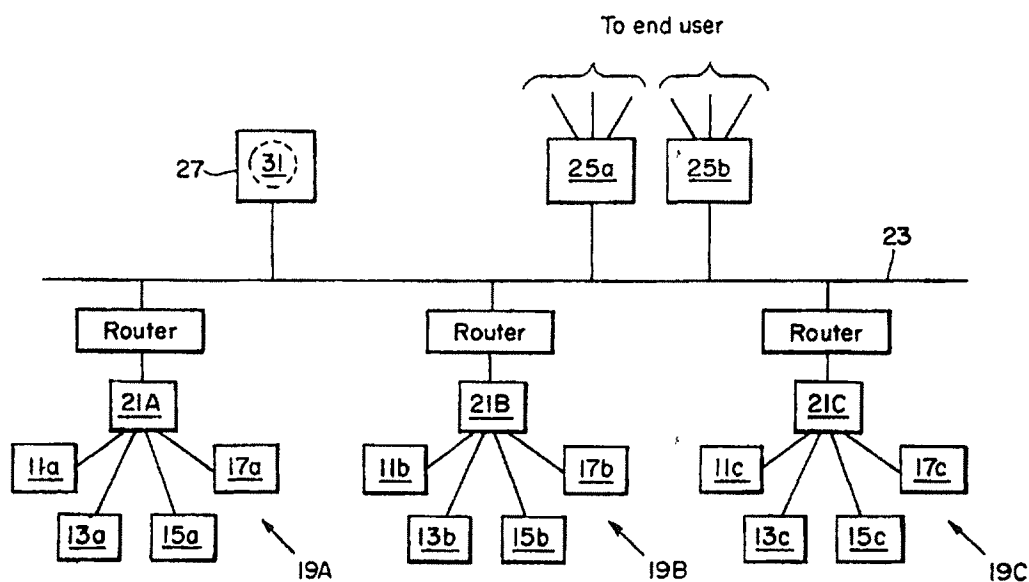 To end user
27
31
25a
25b
23
Router
Router
Router
21A
21B
21C
11a
17a
11b
17b
11c
17c
13a
15a
13b
15b
13c
15c
19A
19B
19C